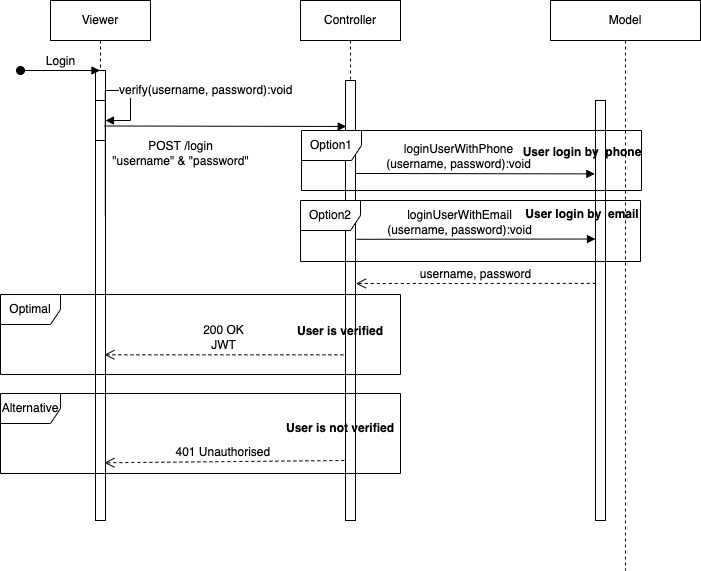 Viewer
Controller
Model
Login
verify(username, password):void
POST /login
"username" & "password"
Option1
loginUserWithPhone
(username, password):void
User login by phone
Option2
loginUserWithEmail
(username, password):void
User login by email
username, password
Optimal
200 OK
JWT
User is verified
Alternative
User is not verified
401 Unauthorised